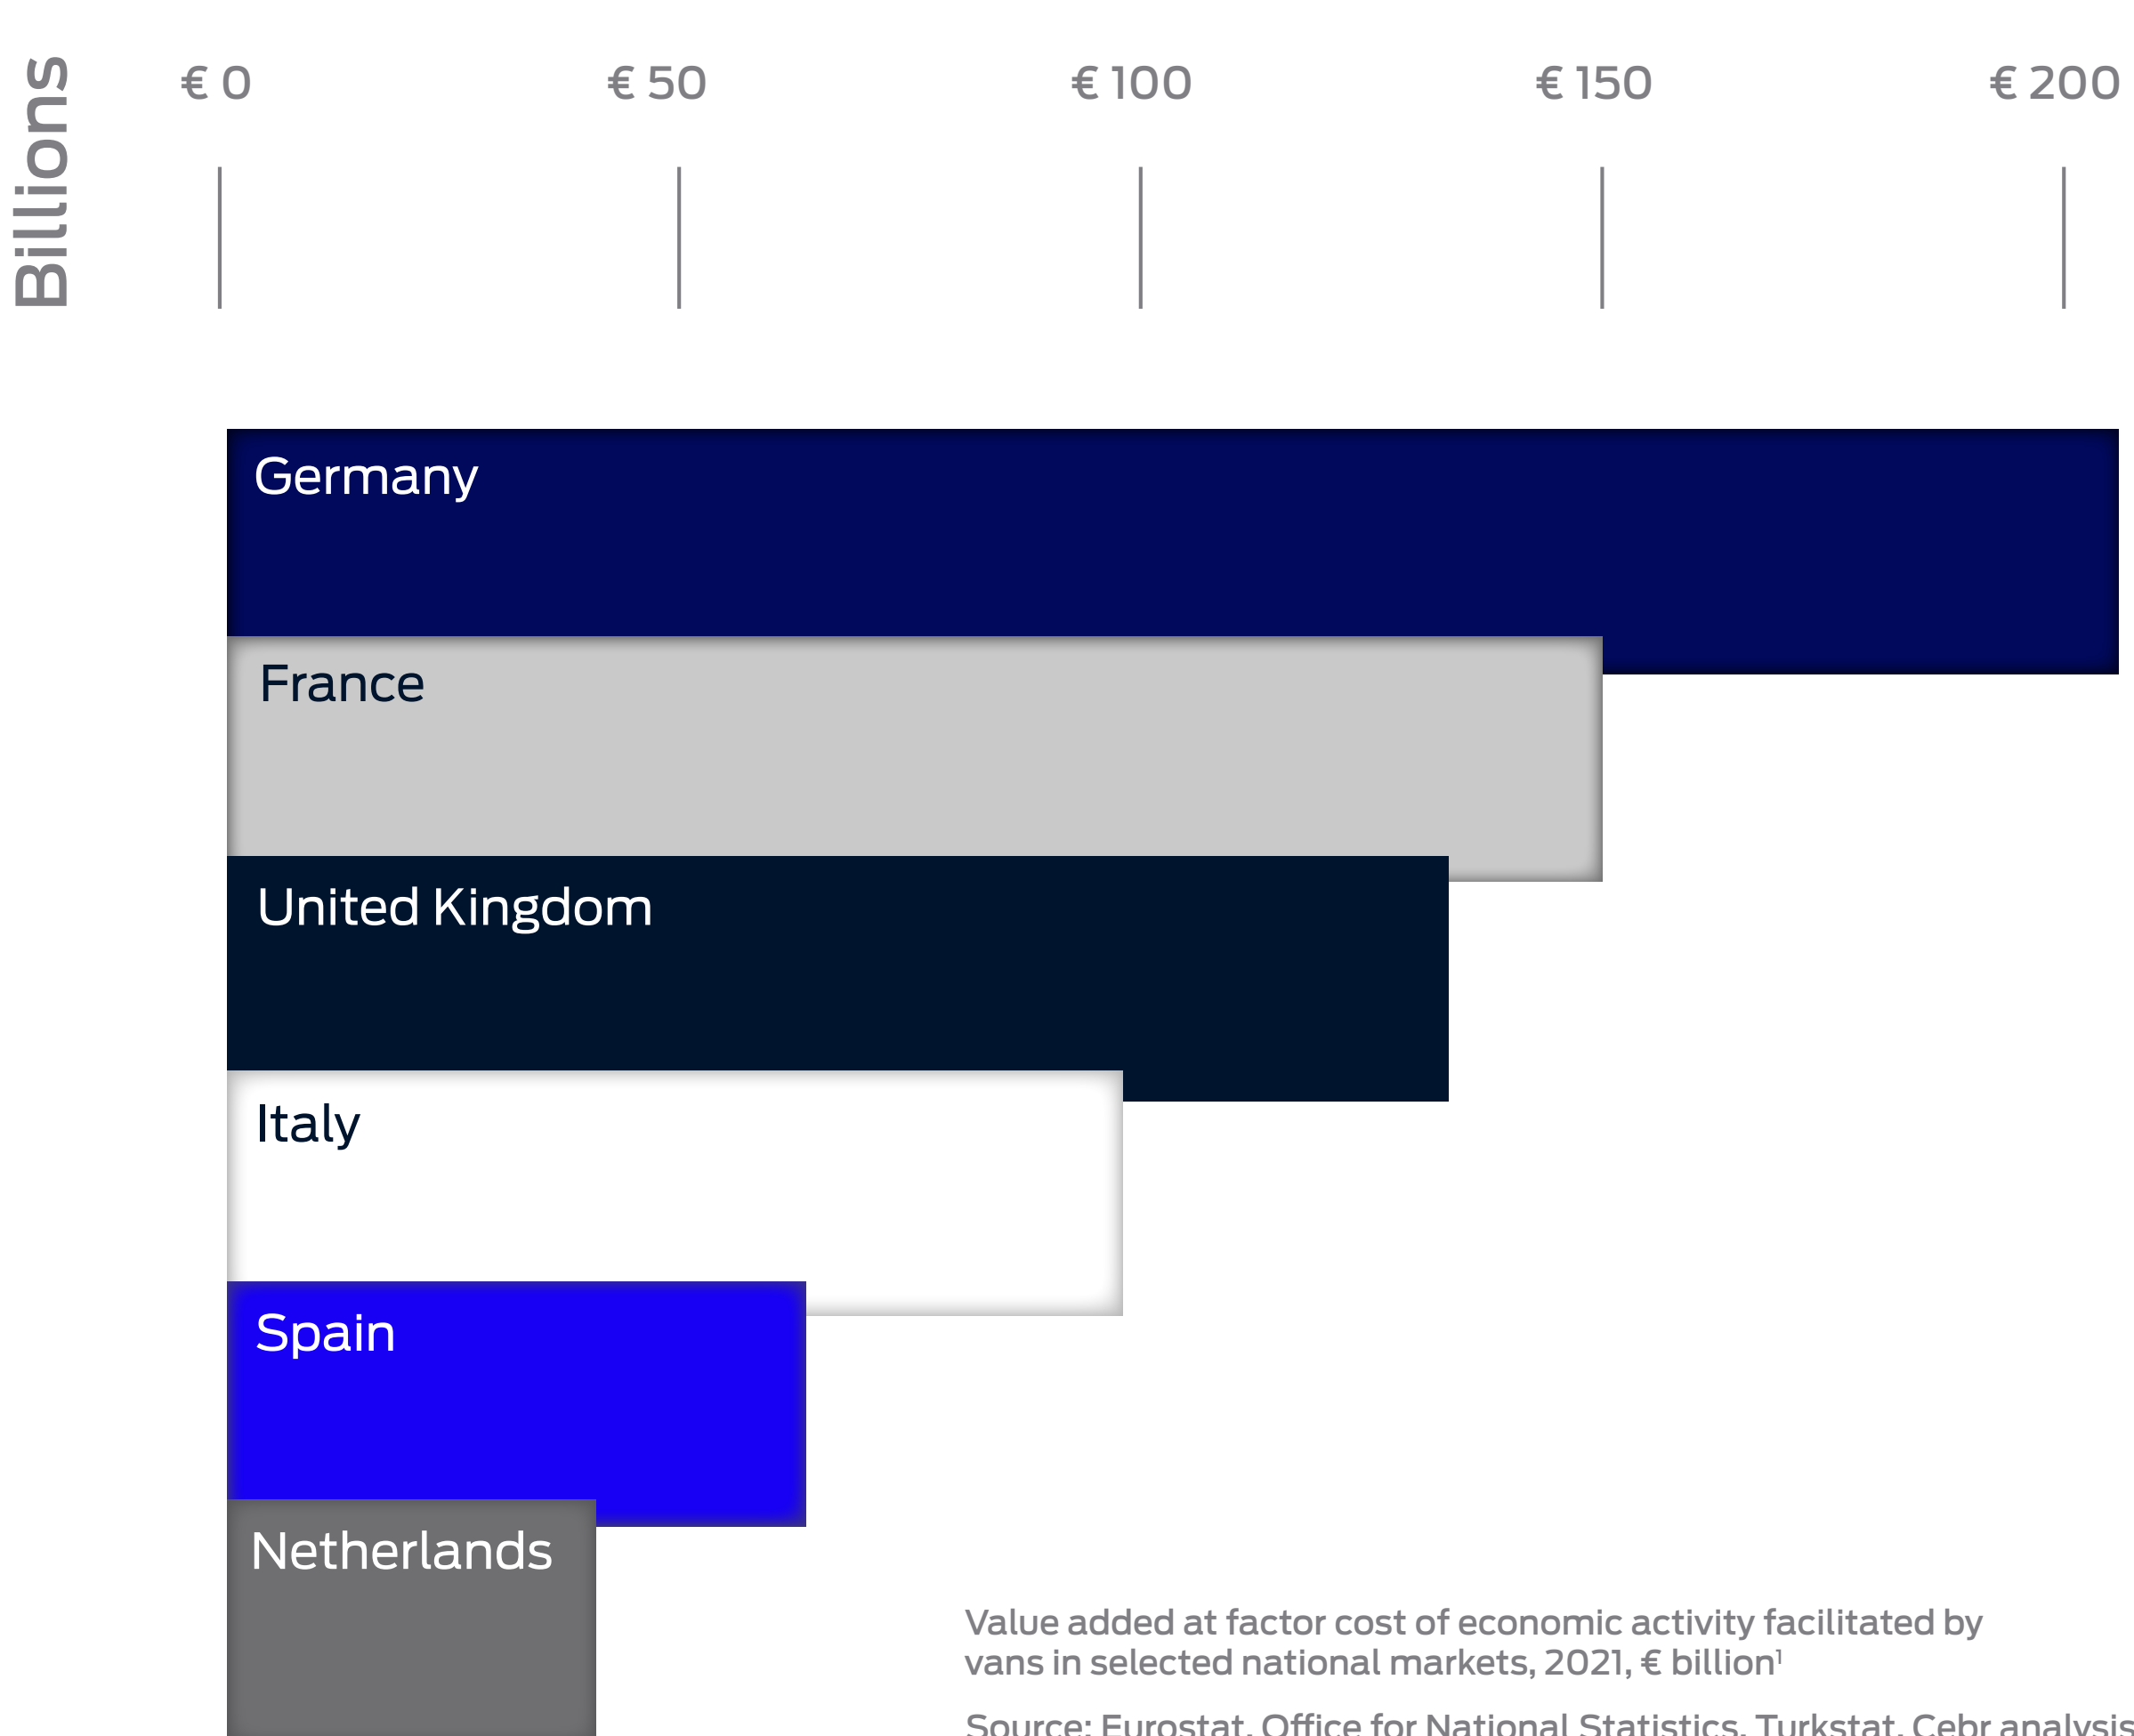 Billions
€ 0
€ 50
€ 100
€ 150
€ 200
Germany
France
United Kingdom
Italy
Spain
Netherlands
Value added at factor cost of economic activity facilitated by
vans in selected national markets, 2021, € billion¹
Source: Eurostat, Office for National Statistics, Turkstat, Cebr analysis